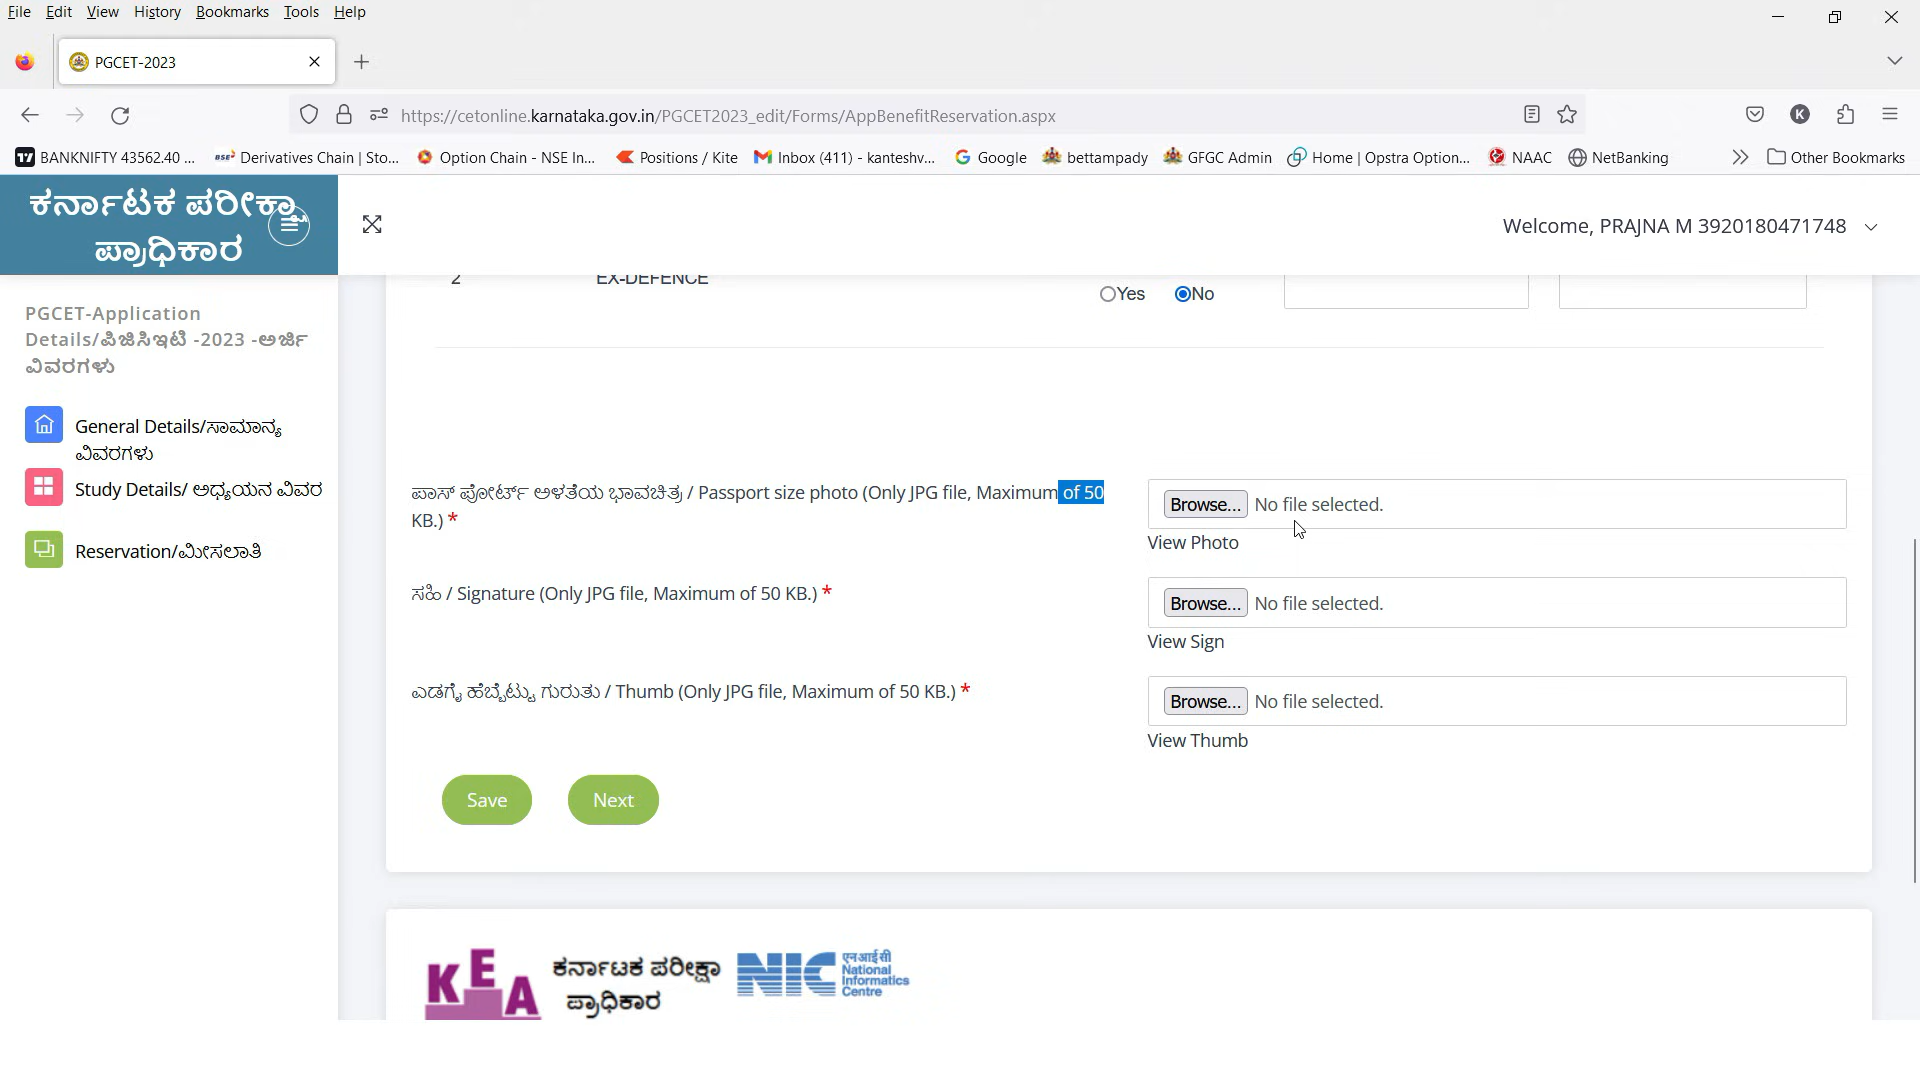 File Edit View History Bookmarks Tools Help
PGCET-2023
https://cetonline.karnataka.gov.in/PGCET2023_edit/Forms/AppBenefitReservation.aspx
BANKNIFTY 43562.40 ... Derivatives Chain | Sto... Option Chain - NSE In... Positions / Kite Inbox (411) - kanteshv... Google bettampady GFGC Admin Home | Opstra Option... NAAC NetBanking Other Bookmarks
ಕರ್ನಾಟಕ ಪರೀಕ್ಷಾ
ಪ್ರಾಧಿಕಾರ
Welcome, PRAJNA M 3920180471748
PGCET-Application
Details/ಪಿಜಿಸಿಇಟಿ -2023 -ಅರ್ಜಿ
ವಿವರಗಳು
General Details/ಸಾಮಾನ್ಯ
ವಿವರಗಳು
Study Details/ ಅಧ್ಯಯನ ವಿವರ
Reservation/ಮೀಸಲಾತಿ
2 EX-DEFENCE Yes No
ಪಾಸ್ ಪೋರ್ಟ್ ಅಳತೆಯ ಭಾವಚಿತ್ರ / Passport size photo (Only JPG file, Maximum of 50
KB.) *
Browse... No file selected.
View Photo
ಸಹಿ / Signature (Only JPG file, Maximum of 50 KB.) *
Browse... No file selected.
View Sign
ಎಡಗೈ ಹೆಬ್ಬೆಟ್ಟು ಗುರುತು / Thumb (Only JPG file, Maximum of 50 KB.) *
Browse... No file selected.
View Thumb
Save Next
KEA
ಕರ್ನಾಟಕ ಪರೀಕ್ಷಾ
ಪ್ರಾಧಿಕಾರ
NIC
एनआईसी
National
Informatics
Centre